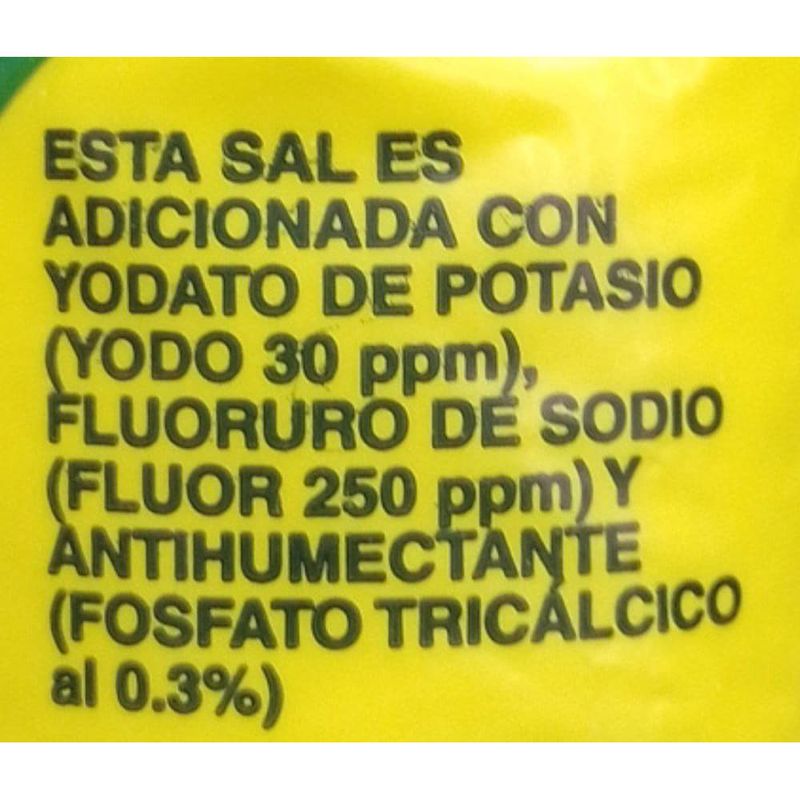 ESTA SAL ES
ADICIONADA CON
YODATO DE POTASIO
(YODO 30 ppm),
FLUORURO DE SODIO
(FLUOR 250 ppm) Y
ANTIHUMECTANTE
(FOSFATO TRICÁLCICO
al 0.3%)